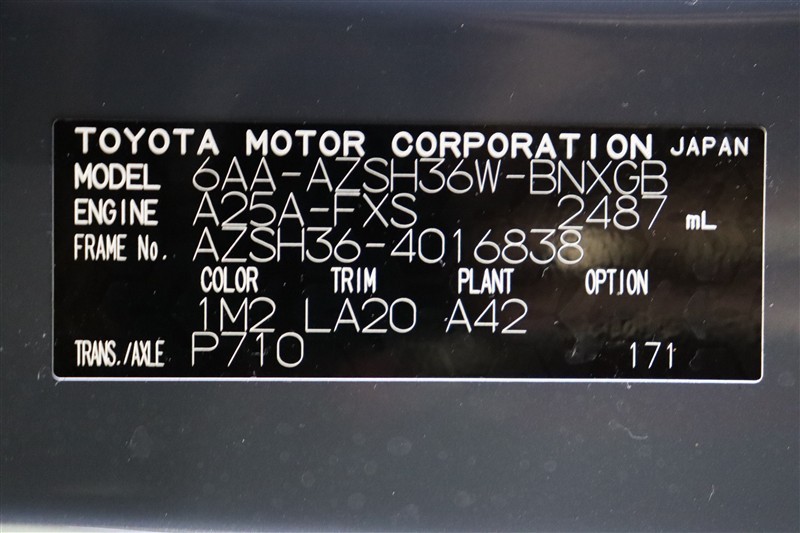 TOYOTA MOTOR CORPORATION JAPAN
MODEL 6AA-AZSH36W-BNXGB
ENGINE A25A-FXS 2487 mL
FRAME No. AZSH36-4016838
COLOR TRIM PLANT OPTION
1M2 LA20 A42
TRANS./AXLE P710 171